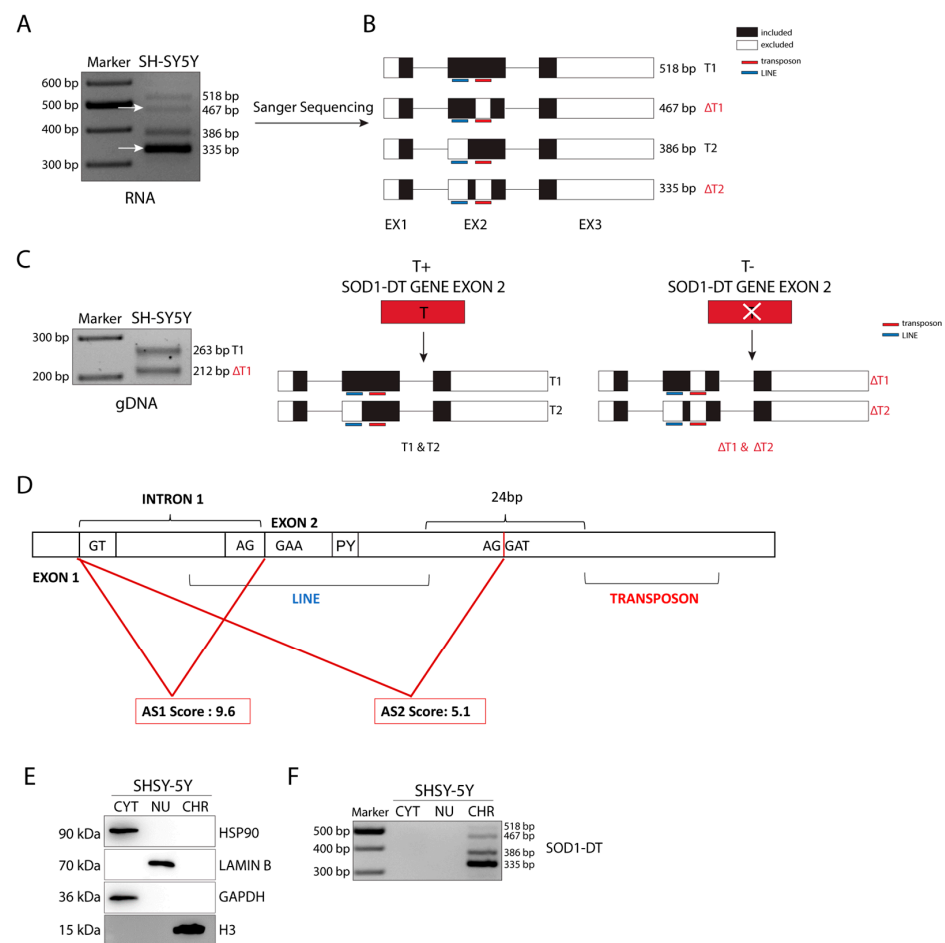 A
Marker SH-SY5Y
600 bp
500 bp
400 bp
300 bp
518 bp
467 bp
386 bp
335 bp
RNA
Sanger Sequencing
B
included
excluded
transposon
LINE
518 bp T1
467 bp ΔT1
386 bp T2
335 bp ΔT2
EX1 EX2 EX3
C
Marker SH-SY5Y
300 bp
200 bp
263 bp T1
212 bp ΔT1
gDNA
T+
SOD1-DT GENE EXON 2
T
T1
T2
T1 & T2
T-
SOD1-DT GENE EXON 2
ΔT1
ΔT2
ΔT1 & ΔT2
transposon
LINE
D
INTRON 1
EXON 2
24bp
GT AG GAA PY AG GAT
EXON 1
LINE
TRANSPOSON
AS1 Score : 9.6
AS2 Score: 5.1
E
SHSY-5Y
CYT NU CHR
90 kDa HSP90
70 kDa LAMIN B
36 kDa GAPDH
15 kDa H3
F
SHSY-5Y
Marker CYT NU CHR
500 bp
400 bp
300 bp
518 bp
467 bp
386 bp
335 bp
SOD1-DT